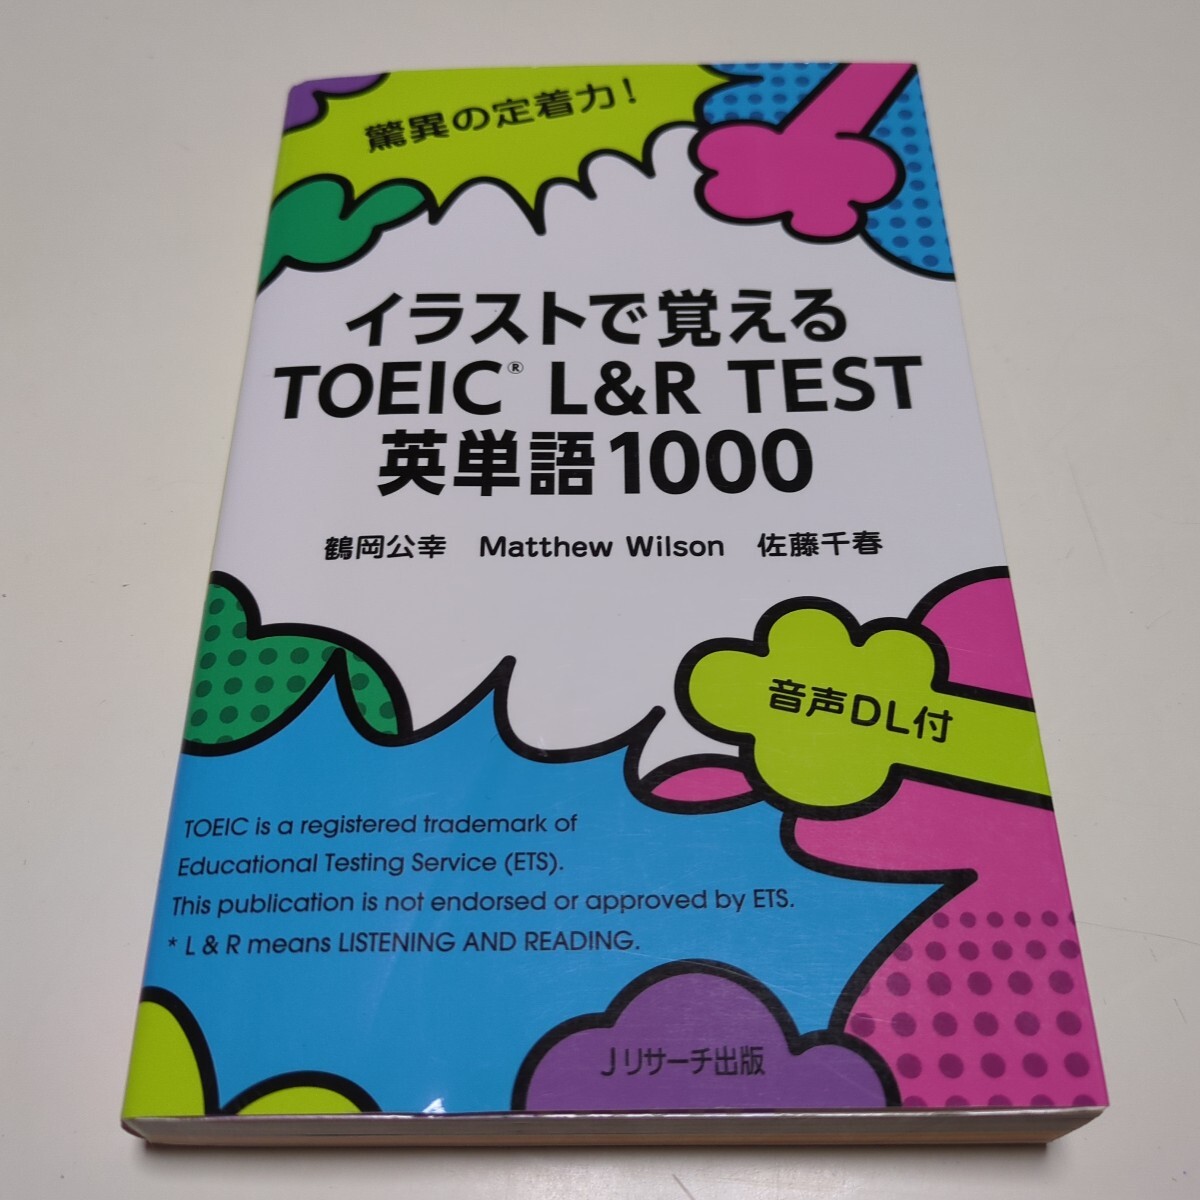 驚異の定着力！
イラストで覚える
TOEIC® L&R TEST
英単語1000
鶴岡公幸 Matthew Wilson 佐藤千春
音声DL付
TOEIC is a registered trademark of
Educational Testing Service (ETS).
This publication is not endorsed or approved by ETS.
* L & R means LISTENING AND READING.
Jリサーチ出版